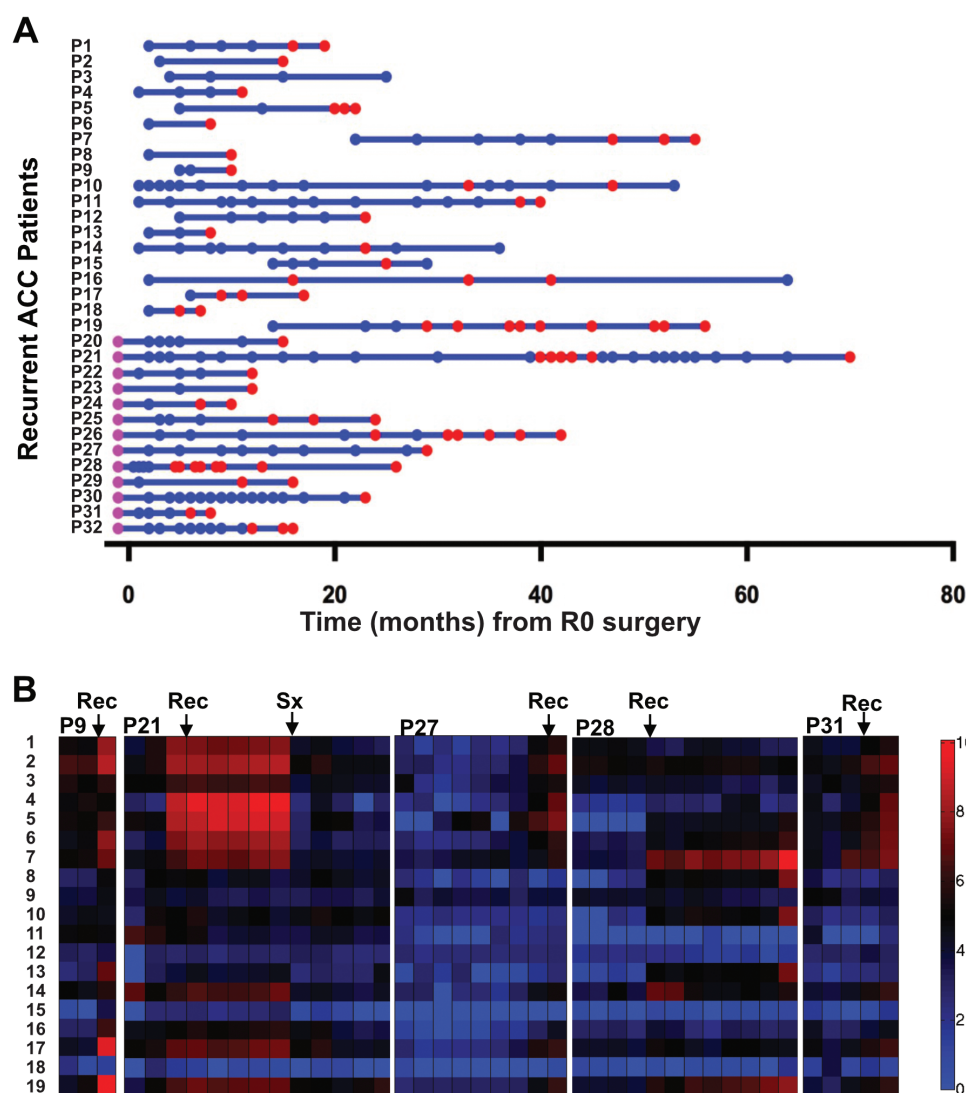 A
Recurrent ACC Patients
P1
P2
P3
P4
P5
P6
P7
P8
P9
P10
P11
P12
P13
P14
P15
P16
P17
P18
P19
P20
P21
P22
P23
P24
P25
P26
P27
P28
P29
P30
P31
P32
0 20 40 60 80
Time (months) from R0 surgery
B
Rec Rec Sx Rec Rec Rec
P9 P21 P27 P28 P31
1
2
3
4
5
6
7
8
9
10
11
12
13
14
15
16
17
18
19
10
8
6
4
2
0